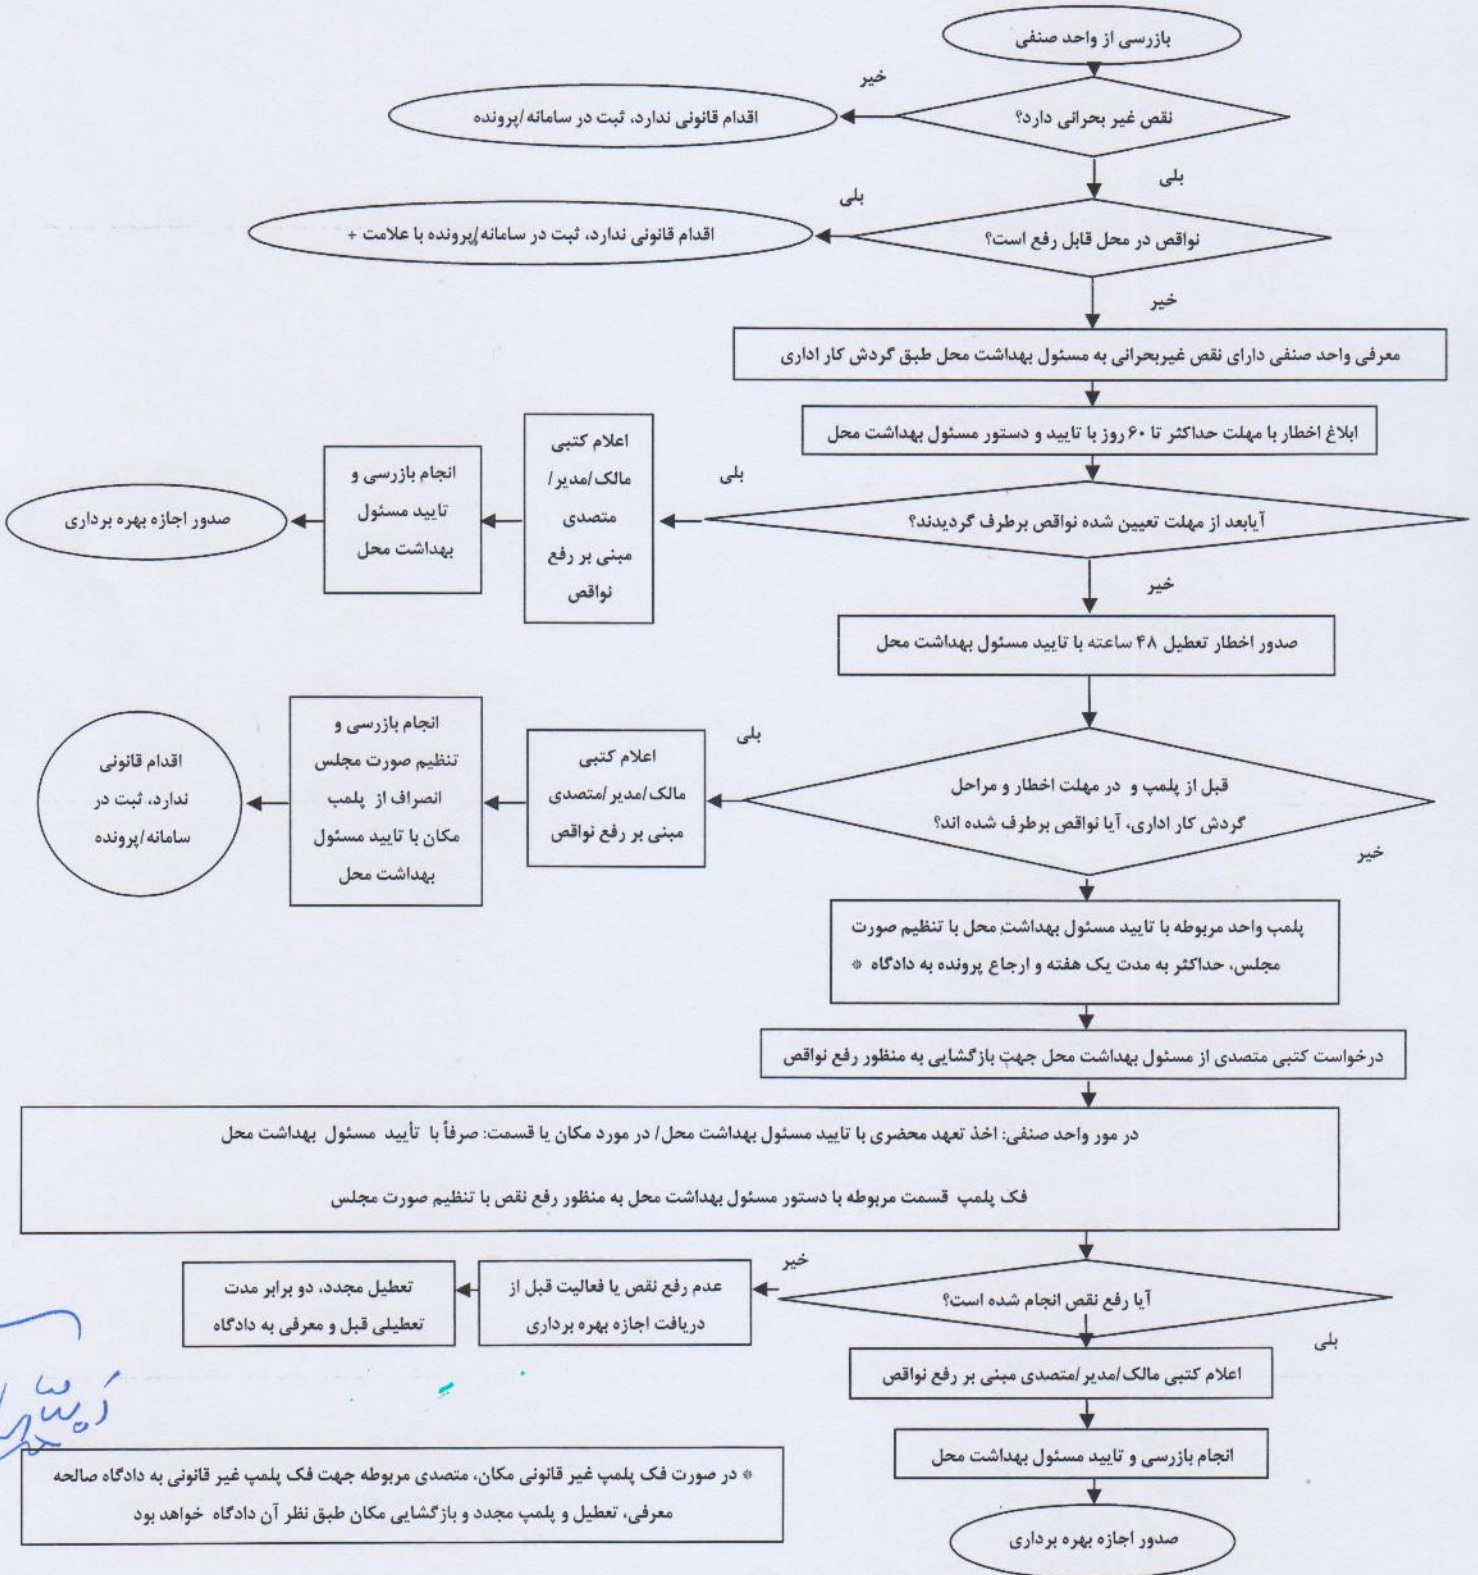 بازرسی از واحد صنفی
خیر
نقص غیر بحرانی دارد؟
اقدام قانونی ندارد، ثبت در سامانه/پرونده
بلی
بلی
نواقص در محل قابل رفع است؟
اقدام قانونی ندارد، ثبت در سامانه/پرونده با علامت +
خیر
معرفی واحد صنفی دارای نقص غیربحرانی به مسئول بهداشت محل طبق گردش کار اداری
ابلاغ اخطار با مهلت حداکثر تا ۶۰ روز با تایید و دستور مسئول بهداشت محل
بلی
آیابعد از مهلت تعیین شده نواقص برطرف گردیدند؟
اعلام کتبی
مالک/مدیر/
متصدی
مبنی بر رفع
نواقص
انجام بازرسی و
تایید مسئول
بهداشت محل
صدور اجازه بهره برداری
خیر
صدور اخطار تعطیل ۴۸ ساعته با تایید مسئول بهداشت محل
بلی
قبل از پلمپ و در مهلت اخطار و مراحل
گردش کار اداری، آیا نواقص برطرف شده اند؟
اعلام کتبی
مالک/مدیر/متصدی
مبنی بر رفع نواقص
انجام بازرسی و
تنظیم صورت مجلس
انصراف از پلمب
مکان با تایید مسئول
بهداشت محل
اقدام قانونی
ندارد، ثبت در
سامانه/پرونده
خیر
پلمب واحد مربوطه با تایید مسئول بهداشت محل با تنظیم صورت
مجلس، حداکثر به مدت یک هفته و ارجاع پرونده به دادگاه *
درخواست کتبی متصدی از مسئول بهداشت محل جهت بازگشایی به منظور رفع نواقص
در مور واحد صنفی: اخذ تعهد محضری با تایید مسئول بهداشت محل/ در مورد مکان یا قسمت: صرفاً با تأیید مسئول بهداشت محل
فک پلمپ قسمت مربوطه با دستور مسئول بهداشت محل به منظور رفع نقص با تنظیم صورت مجلس
خیر
آیا رفع نقص انجام شده است؟
عدم رفع نقص یا فعالیت قبل از
دریافت اجازه بهره برداری
تعطیل مجدد، دو برابر مدت
تعطیلی قبل و معرفی به دادگاه
بلی
اعلام کتبی مالک/مدیر/متصدی مبنی بر رفع نواقص
انجام بازرسی و تایید مسئول بهداشت محل
صدور اجازه بهره برداری
* در صورت فک پلمپ غیر قانونی مکان، متصدی مربوطه جهت فک پلمپ غیر قانونی به دادگاه صالحه
معرفی، تعطیل و پلمپ مجدد و بازگشایی مکان طبق نظر آن دادگاه خواهد بود